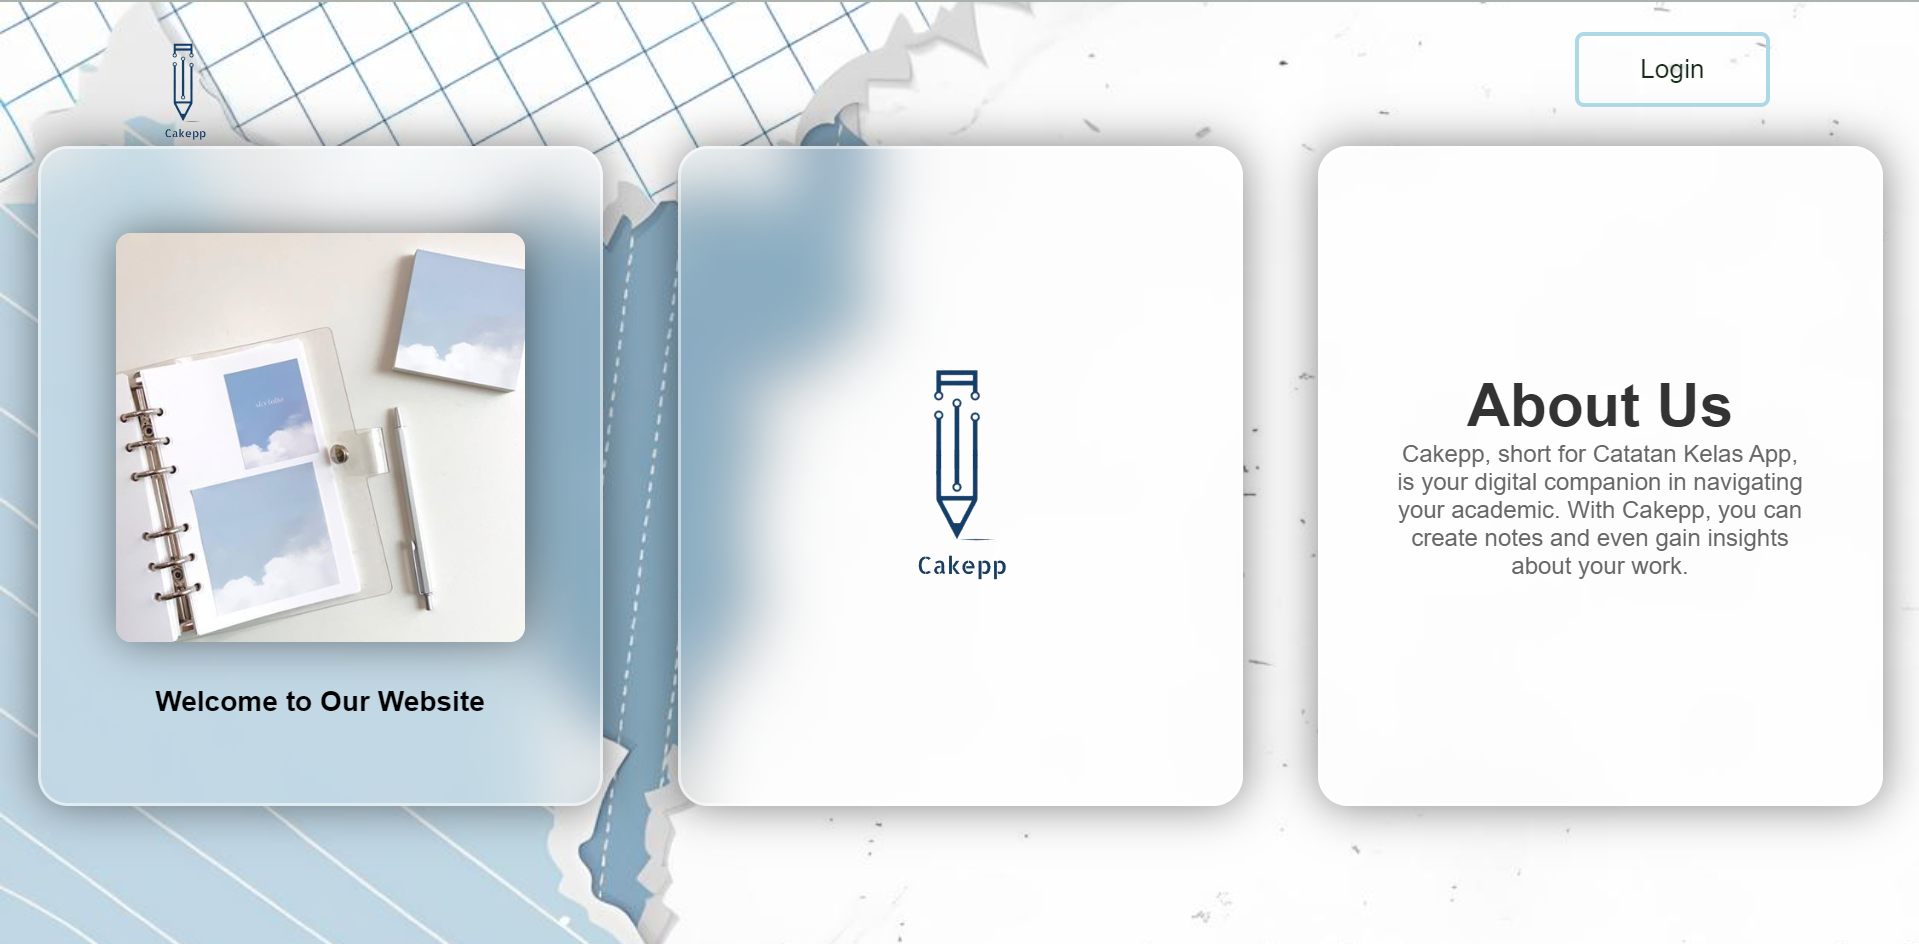 Cakepp
Login
Welcome to Our Website
Cakepp
About Us
Cakepp, short for Catatan Kelas App,
is your digital companion in navigating
your academic. With Cakepp, you can
create notes and even gain insights
about your work.